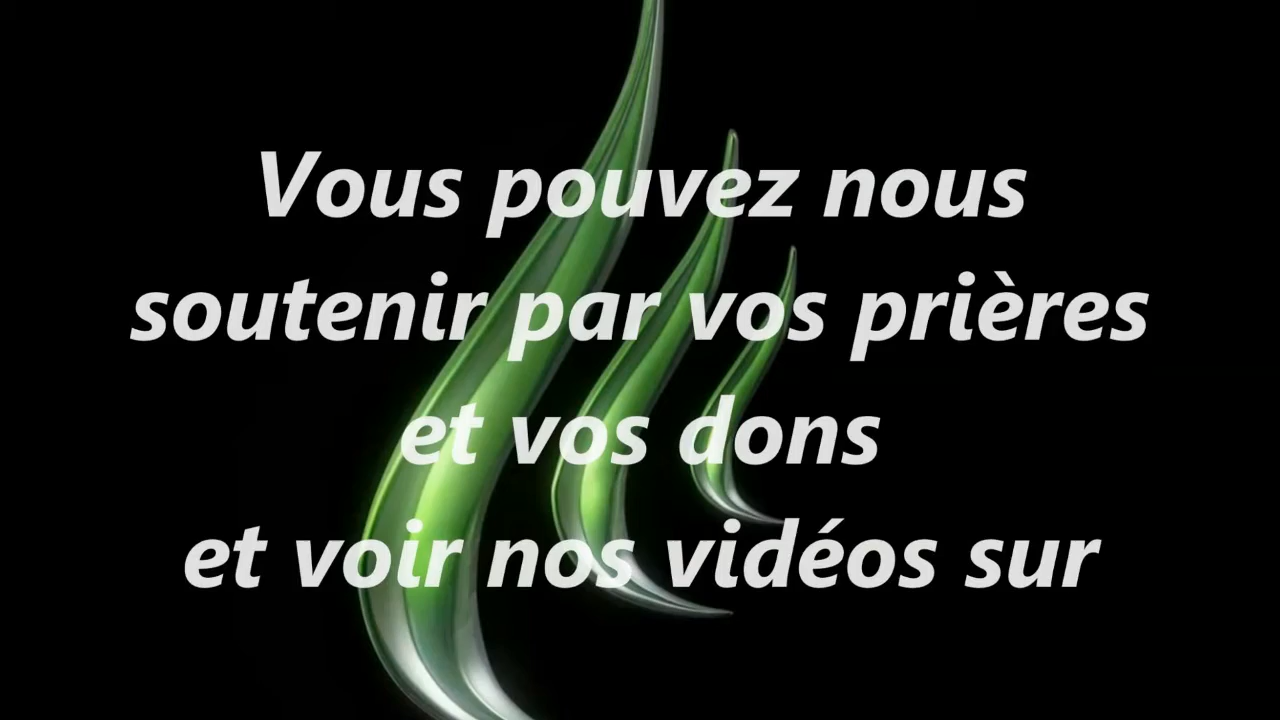 Vous pouvez nous
soutenir par vos prières
et vos dons
et voir nos vidéos sur